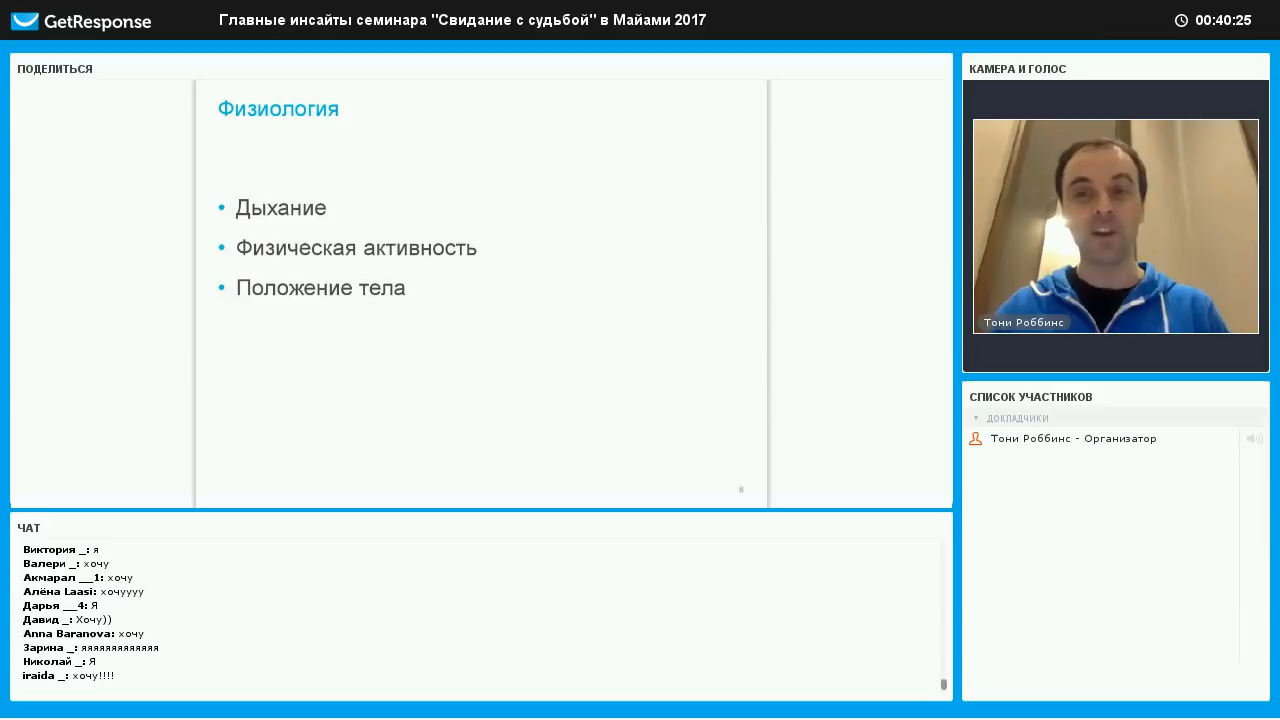 GetResponse
Главные инсайты семинара "Свидание с судьбой" в Майами 2017
00:40:25
ПОДЕЛИТЬСЯ
Физиология
• Дыхание
• Физическая активность
• Положение тела
КАМЕРА И ГОЛОС
Тони Роббинс
СПИСОК УЧАСТНИКОВ
ДОКЛАДЧИКИ
Тони Роббинс - Организатор
ЧАТ
Виктория _: я
Валери _: хочу
Акмарал __1: хочу
Алёна Laasi: хочуууу
Дарья __4: Я
Давид _: Хочу))
Anna Baranova: хочу
Зарина _: яяяяяяяяяяяяя
Николай _: Я
iraida _: хочу!!!!